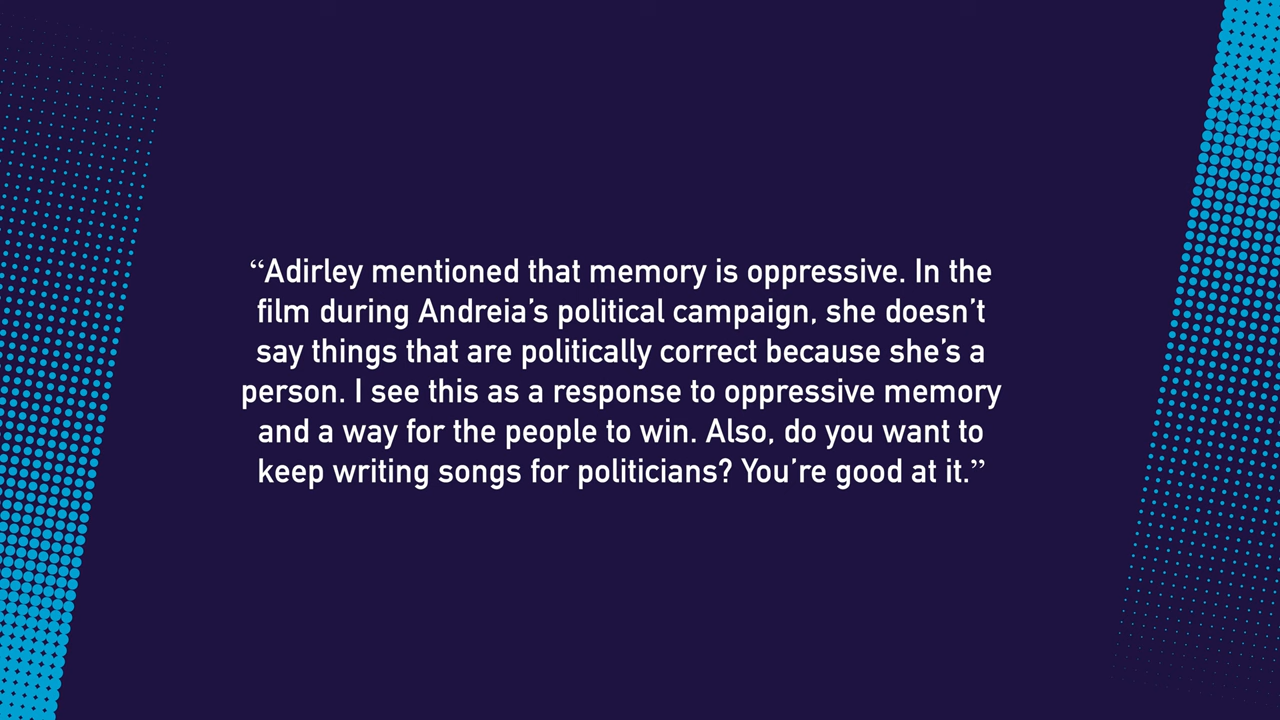 “Adirley mentioned that memory is oppressive. In the
film during Andreia’s political campaign, she doesn’t
say things that are politically correct because she’s a
person. I see this as a response to oppressive memory
and a way for the people to win. Also, do you want to
keep writing songs for politicians? You’re good at it.”